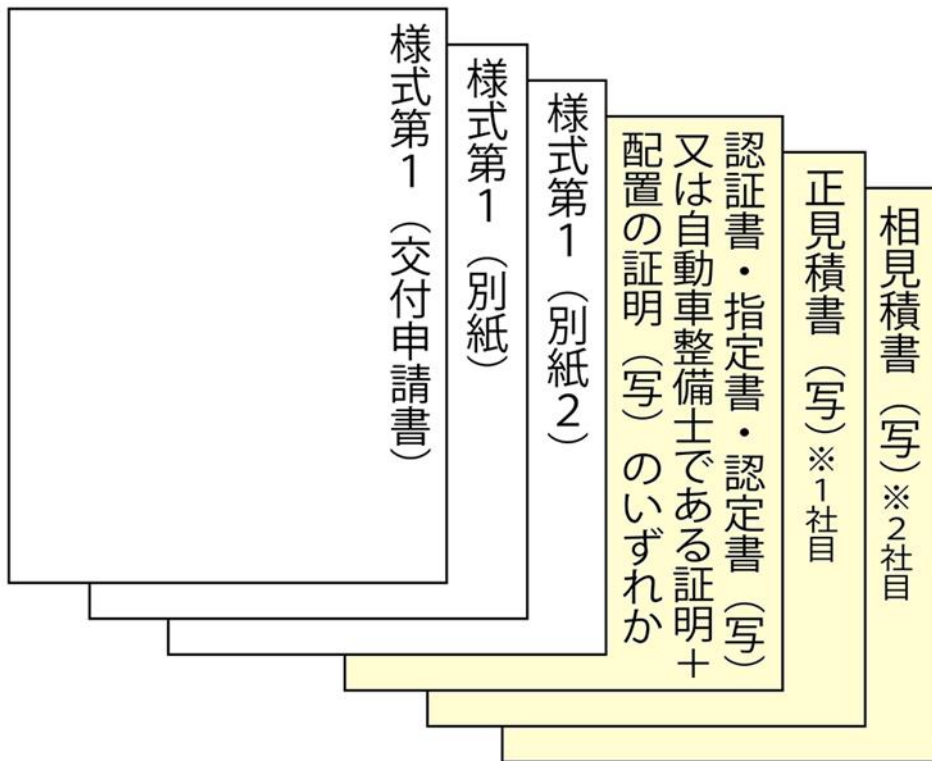 様式第1（交付申請書）
様式第1（別紙）
様式第1（別紙2）
認証書・指定書・認定書（写）
又は自動車整備士である証明＋
配置の証明（写）のいずれか
正見積書（写）※1社目
相見積書（写）※2社目